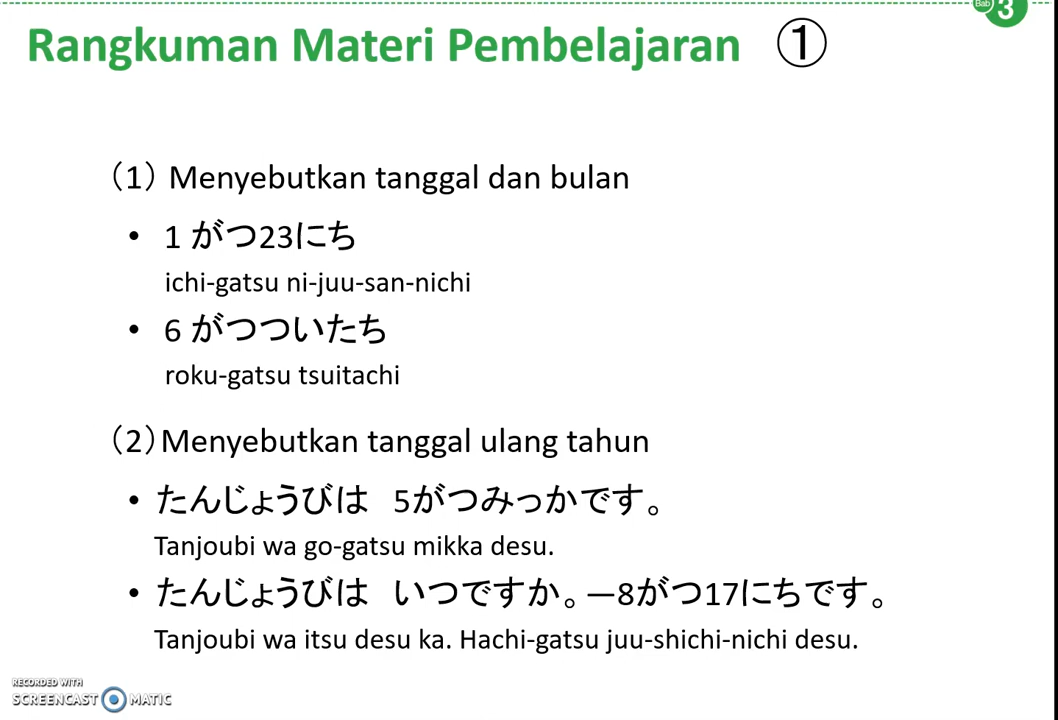 Bab 3
Rangkuman Materi Pembelajaran ①
（1） Menyebutkan tanggal dan bulan
• 1 がつ23にち
ichi-gatsu ni-juu-san-nichi
• 6 がつついたち
roku-gatsu tsuitachi
（2）Menyebutkan tanggal ulang tahun
• たんじょうびは　5がつみっかです。
Tanjoubi wa go-gatsu mikka desu.
• たんじょうびは　いつですか。—8がつ17にちです。
Tanjoubi wa itsu desu ka. Hachi-gatsu juu-shichi-nichi desu.
RECORDED WITH
SCREENCAST MATIC